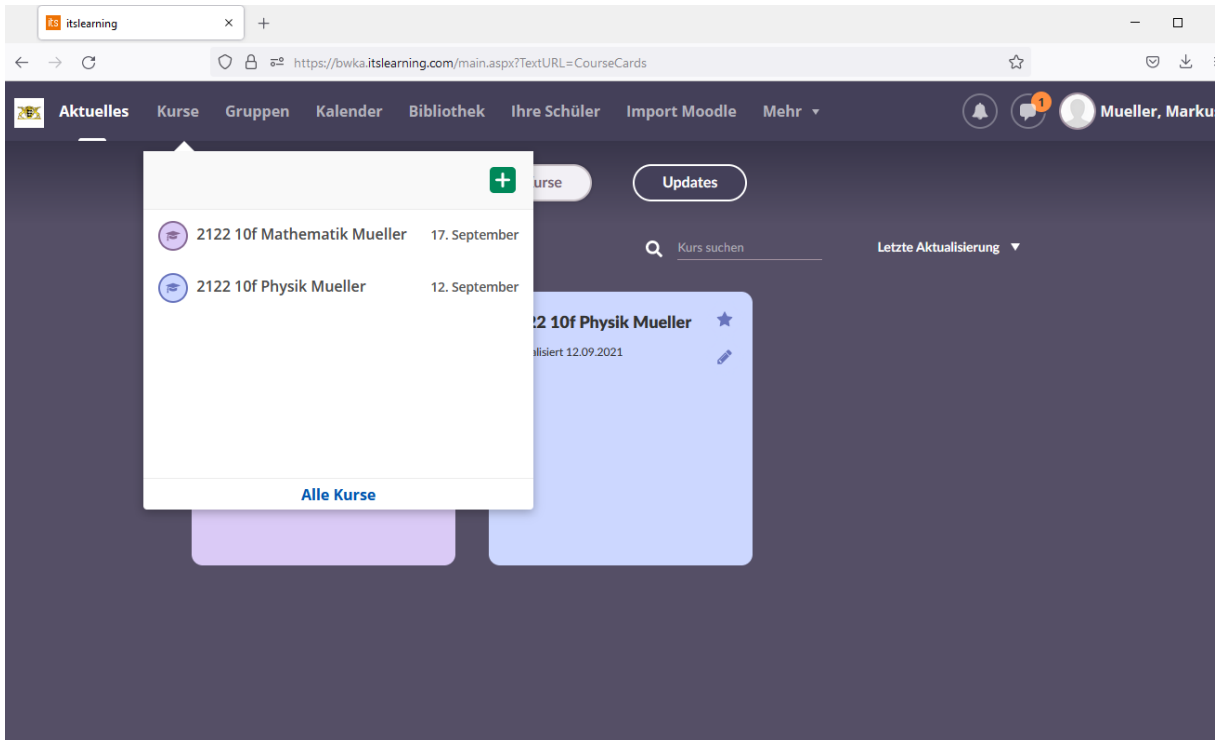 its itslearning
https://bwka.itslearning.com/main.aspx?TextURL=CourseCards
Aktuelles Kurse Gruppen Kalender Bibliothek Ihre Schüler Import Moodle Mehr 1 Mueller, Markus
urse Updates
2122 10f Mathematik Mueller 17. September
Kurs suchen Letzte Aktualisierung
2122 10f Physik Mueller 12. September
22 10f Physik Mueller
alisiert 12.09.2021
Alle Kurse